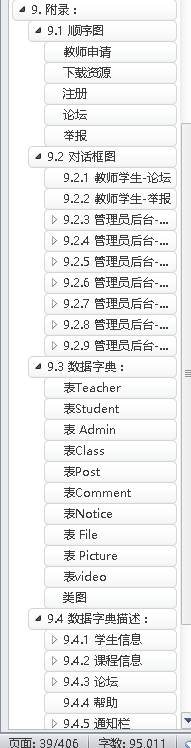 9. 附录：
9.1 顺序图
教师申请
下载资源
注册
论坛
举报
9.2 对话框图
9.2.1 教师学生-论坛
9.2.2 教师学生-举报
9.2.3 管理员后台-...
9.2.4 管理员后台-...
9.2.5 管理员后台-...
9.2.6 管理员后台-...
9.2.7 管理员后台-...
9.2.8 管理员后台-...
9.2.9 管理员后台-...
9.3 数据字典：
表Teacher
表Student
表 Admin
表Class
表Post
表Comment
表Notice
表 File
表 Picture
表video
类图
9.4 数据字典描述：
9.4.1 学生信息
9.4.2 课程信息
9.4.3 论坛
9.4.4 帮助
9.4.5 通知栏
页面: 39/406 字数: 95,011